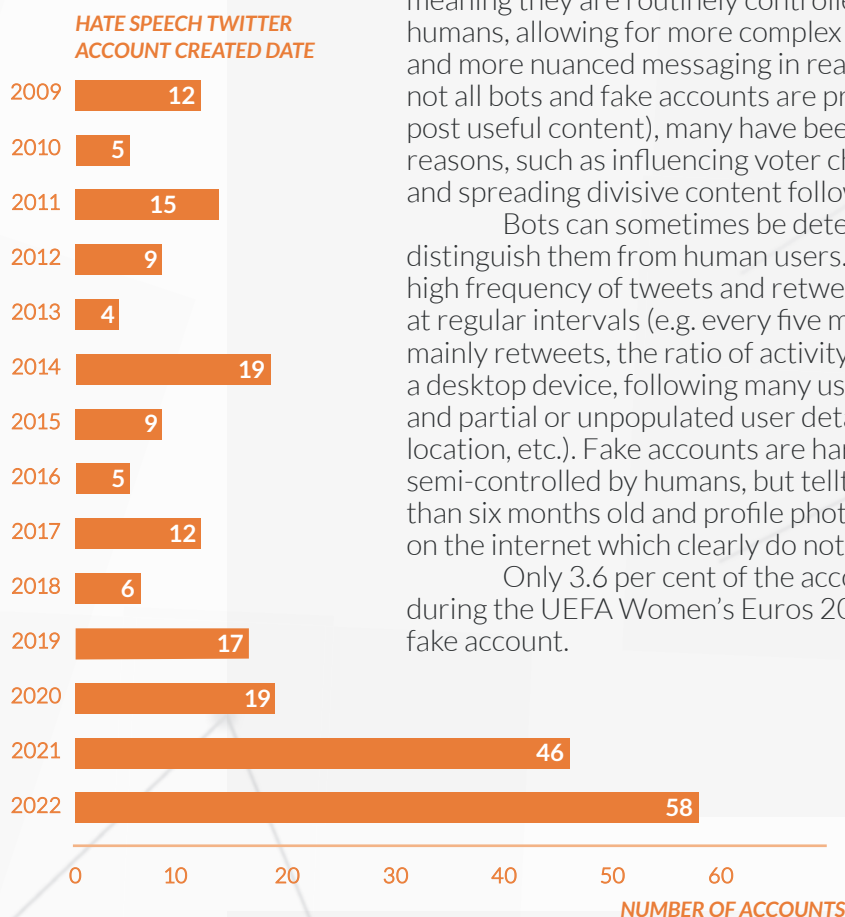 HATE SPEECH TWITTER
ACCOUNT CREATED DATE
2009 12
2010 5
2011 15
2012 9
2013 4
2014 19
2015 9
2016 5
2017 12
2018 6
2019 17
2020 19
2021 46
2022 58
0 10 20 30 40 50 60
NUMBER OF ACCOUNTS
meaning they are routinely controlle
humans, allowing for more complex
and more nuanced messaging in rea
not all bots and fake accounts are pr
post useful content), many have bee
reasons, such as influencing voter ch
and spreading divisive content follow
Bots can sometimes be dete
distinguish them from human users.
high frequency of tweets and retwe
at regular intervals (e.g. every five m
mainly retweets, the ratio of activity
a desktop device, following many us
and partial or unpopulated user deta
location, etc.). Fake accounts are har
semi-controlled by humans, but tellt
than six months old and profile phot
on the internet which clearly do not
Only 3.6 per cent of the acco
during the UEFA Women's Euros 20
fake account.